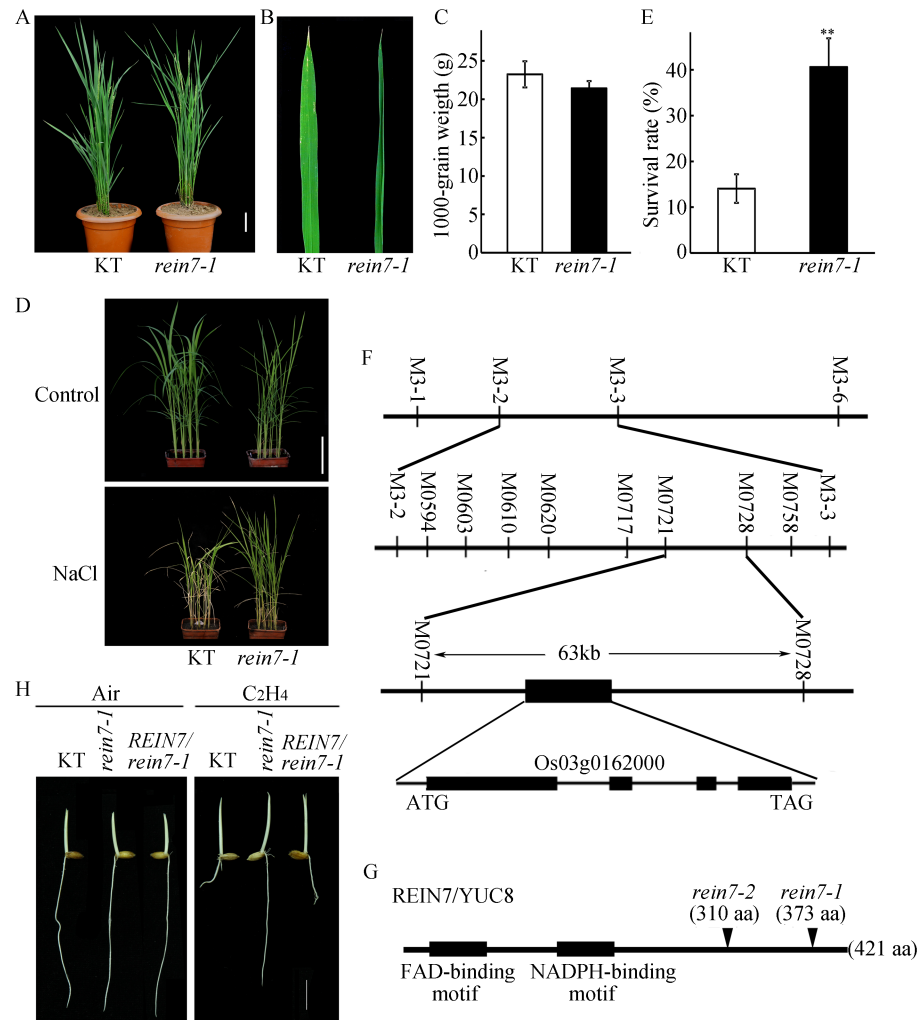 A
KT rein7-1
B
KT rein7-1
C
1000-grain weigth (g)
25
20
15
10
5
0
KT rein7-1
E
Survival rate (%)
**
40
30
20
10
0
KT rein7-1
D
Control
NaCl
KT rein7-1
F
M3-1 M3-2 M3-3 M3-6
M3-2 M0594 M0603 M0610 M0620 M0717 M0721 M0728 M0758 M3-3
M0721 63kb M0728
Os03g0162000
ATG TAG
G
REIN7/YUC8
rein7-2 rein7-1
(310 aa) (373 aa)
(421 aa)
FAD-binding NADPH-binding
motif motif
H
Air C2H4
KT rein7-1 REIN7/
rein7-1
KT rein7-1 REIN7/
rein7-1